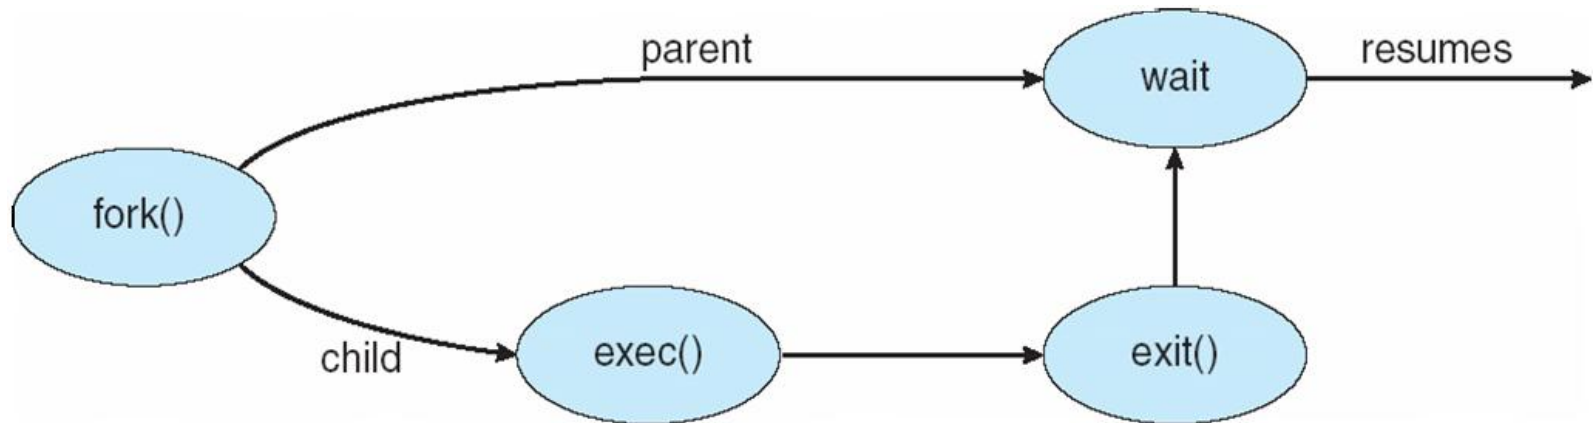 parent
wait
resumes
fork()
child
exec()
exit()